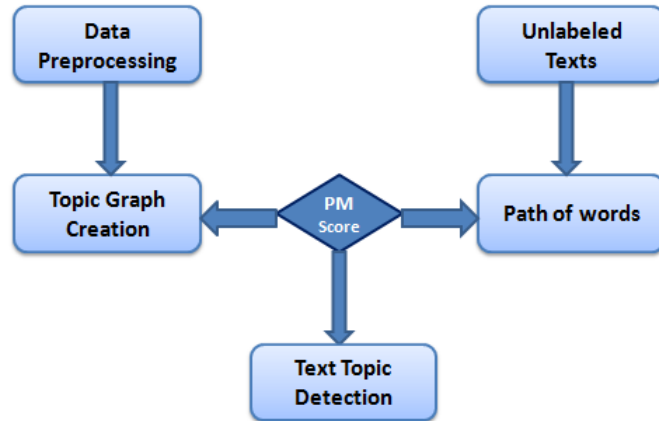 Data
Preprocessing
Unlabeled
Texts
Topic Graph
Creation
PM
Score
Path of words
Text Topic
Detection